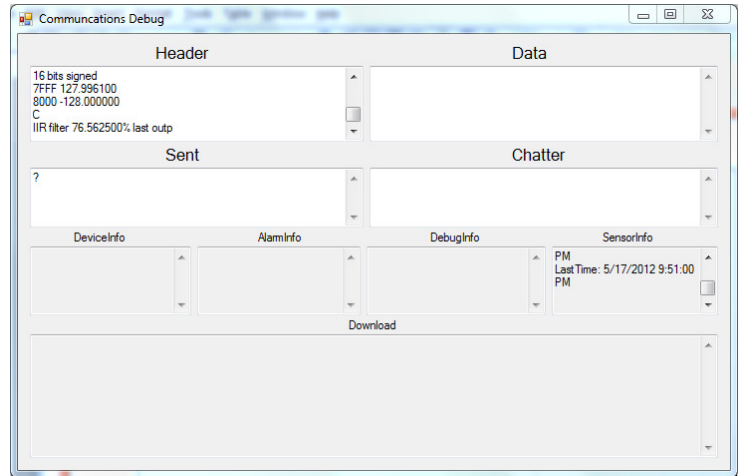 Communcations Debug
Header
Data
16 bits signed
7FFF 127.996100
8000 -128.000000
C
IIR filter 76.562500% last outp
Sent
Chatter
?
DeviceInfo
AlarmInfo
DebugInfo
SensorInfo
PM
LastTime: 5/17/2012 9:51:00
PM
Download